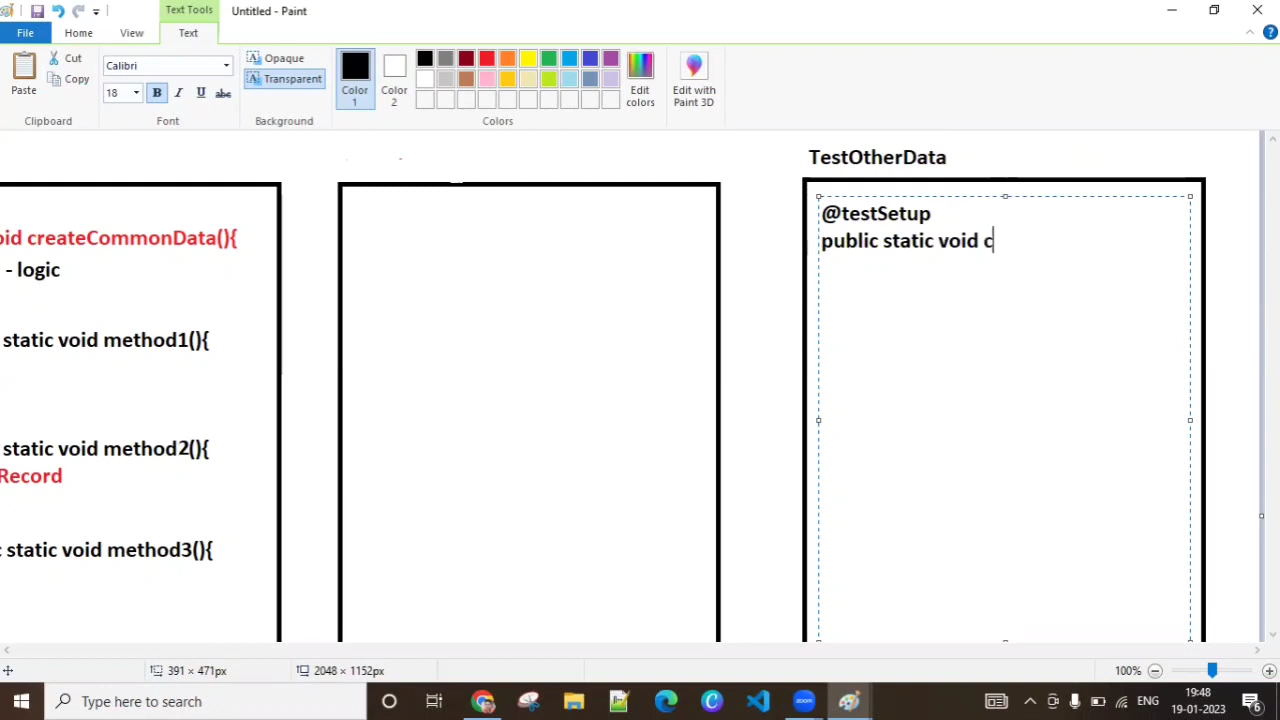 Text Tools
Untitled - Paint
File
Home
View
Text
Paste
Cut
Copy
Clipboard
Calibri
18
B
I
U
abc
Font
Opaque
Transparent
Background
Color 1
Color 2
Edit colors
Colors
Edit with Paint 3D
TestOtherData
@testSetup
public static void c
oid createCommonData(){
- logic
static void method1(){
static void method2(){
Record
static void method3(){
391 × 471px
2048 × 1152px
100%
Type here to search
ENG
19:48
19-01-2023
6